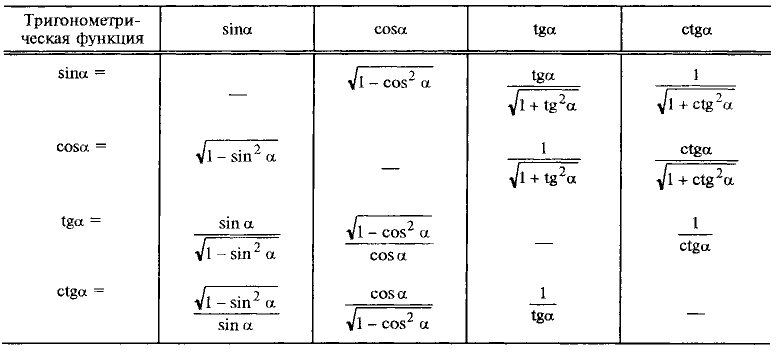 Тригонометри-
ческая функция | sinα | cosα | tgα | ctgα
sinα = | — | √(1 – cos² α) | tgα / √(1 + tg²α) | 1 / √(1 + ctg²α)
cosα = | √(1 – sin² α) | — | 1 / √(1 + tg²α) | ctgα / √(1 + ctg²α)
tgα = | sin α / √(1 – sin² α) | √(1 – cos² α) / cos α | — | 1 / ctgα
ctgα = | √(1 – sin² α) / sin α | cos α / √(1 – cos² α) | 1 / tgα | —